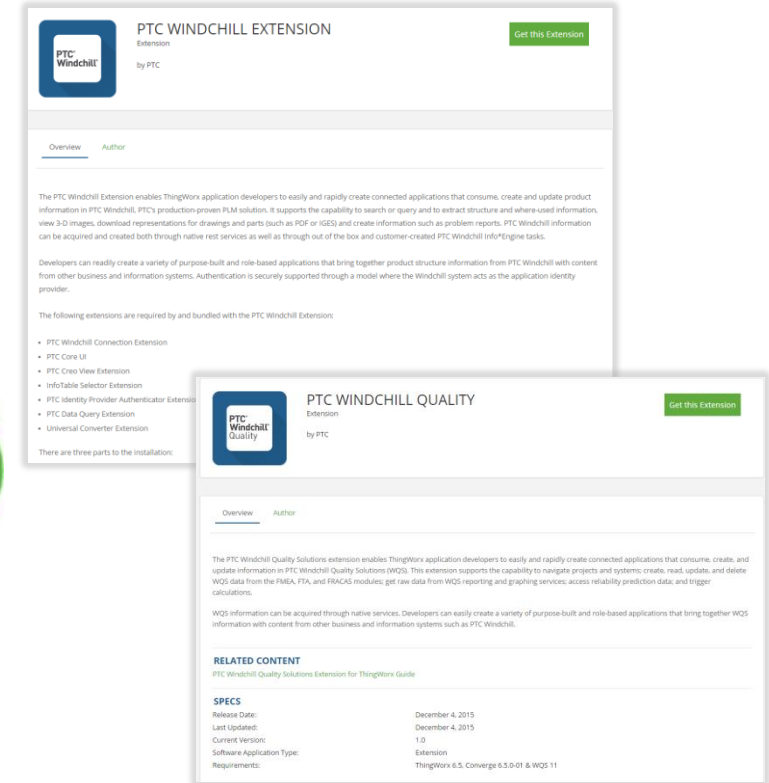 PTC®
Windchill®
PTC WINDCHILL EXTENSION
Extension
by PTC
Get this Extension
Overview Author
The PTC Windchill Extension enables ThingWorx application developers to easily and rapidly create connected applications that consume, create and update product
information in PTC Windchill, PTC's production-proven PLM solution. It supports the capability to search or query and to extract structure and where-used information,
view 3-D images, download representations for drawings and parts (such as PDF or IGES) and create information such as problem reports. PTC Windchill information
can be acquired and created both through native rest services as well as through out of the box and customer-created PTC Windchill Info*Engine tasks.
Developers can readily create a variety of purpose-built and role-based applications that bring together product structure information from PTC Windchill with content
from other business and information systems. Authentication is securely supported through a model where the Windchill system acts as the application identity
provider.
The following extensions are required by and bundled with the PTC Windchill Extension:
• PTC Windchill Connection Extension
• PTC Core UI
• PTC Creo View Extension
• InfoTable Selector Extension
• PTC Identity Provider Authenticator Extensio
• PTC Data Query Extension
• Universal Converter Extension
There are three parts to the installation:
PTC®
Windchill®
Quality
PTC WINDCHILL QUALITY
Extension
by PTC
Get this Extension
Overview Author
The PTC Windchill Quality Solutions extension enables ThingWorx application developers to easily and rapidly create connected applications that consume, create, and
update information in PTC Windchill Quality Solutions (WQS). This extension supports the capability to navigate projects and systems; create, read, update, and delete
WQS data from the FMEA, FTA, and FRACAS modules; get raw data from WQS reporting and graphing services; access reliability prediction data; and trigger
calculations.
WQS information can be acquired through native services. Developers can easily create a variety of purpose-built and role-based applications that bring together WQS
information with content from other business and information systems such as PTC Windchill.
RELATED CONTENT
PTC Windchill Quality Solutions Extension for ThingWorx Guide
SPECS
Release Date: December 4, 2015
Last Updated: December 4, 2015
Current Version: 1.0
Software Application Type: Extension
Requirements: ThingWorx 6.5, Converge 6.5.0-01 & WQS 11